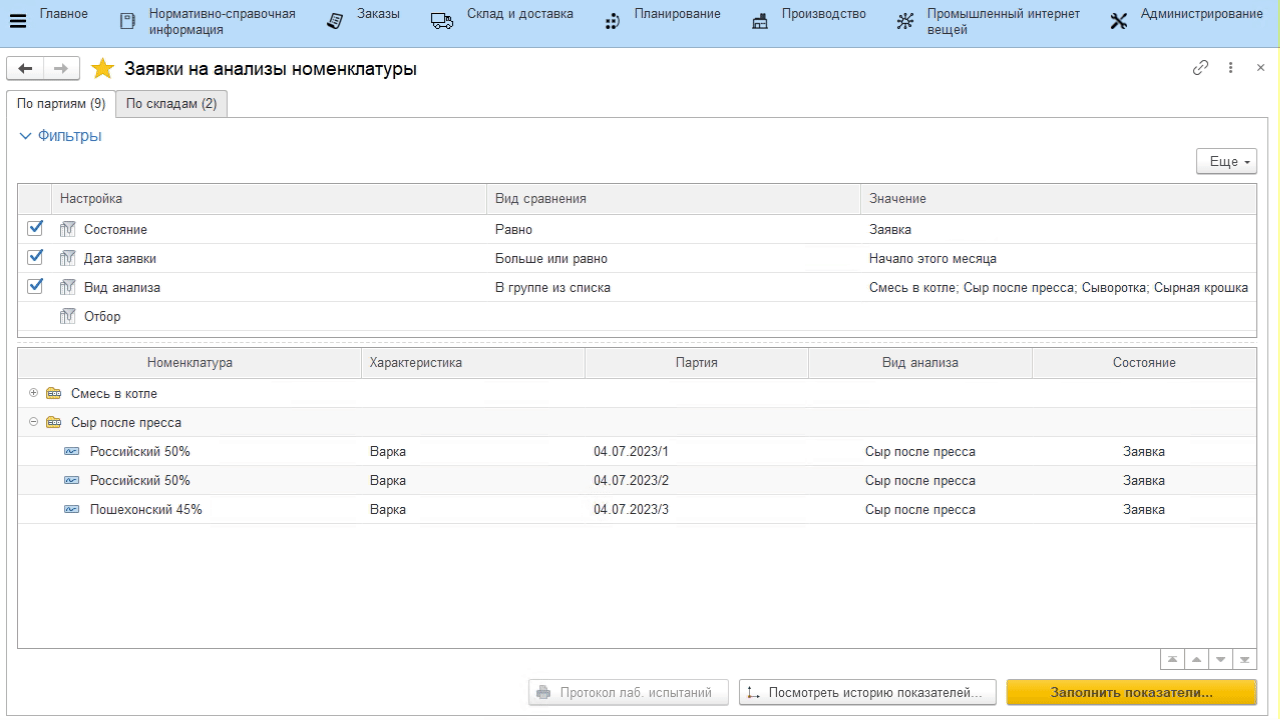 Главное
Нормативно-справочная
информация
Заказы
Склад и доставка
Планирование
Производство
Промышленный интернет
вещей
Администрирование
Заявки на анализы номенклатуры
По партиям (9) По складам (2)
Фильтры
Еще
Настройка Вид сравнения Значение
Состояние Равно Заявка
Дата заявки Больше или равно Начало этого месяца
Вид анализа В группе из списка Смесь в котле; Сыр после пресса; Сыворотка; Сырная крошка
Отбор
Номенклатура Характеристика Партия Вид анализа Состояние
Смесь в котле
Сыр после пресса
Российский 50% Варка 04.07.2023/1 Сыр после пресса Заявка
Российский 50% Варка 04.07.2023/2 Сыр после пресса Заявка
Пошехонский 45% Варка 04.07.2023/3 Сыр после пресса Заявка
Протокол лаб. испытаний Посмотреть историю показателей... Заполнить показатели...